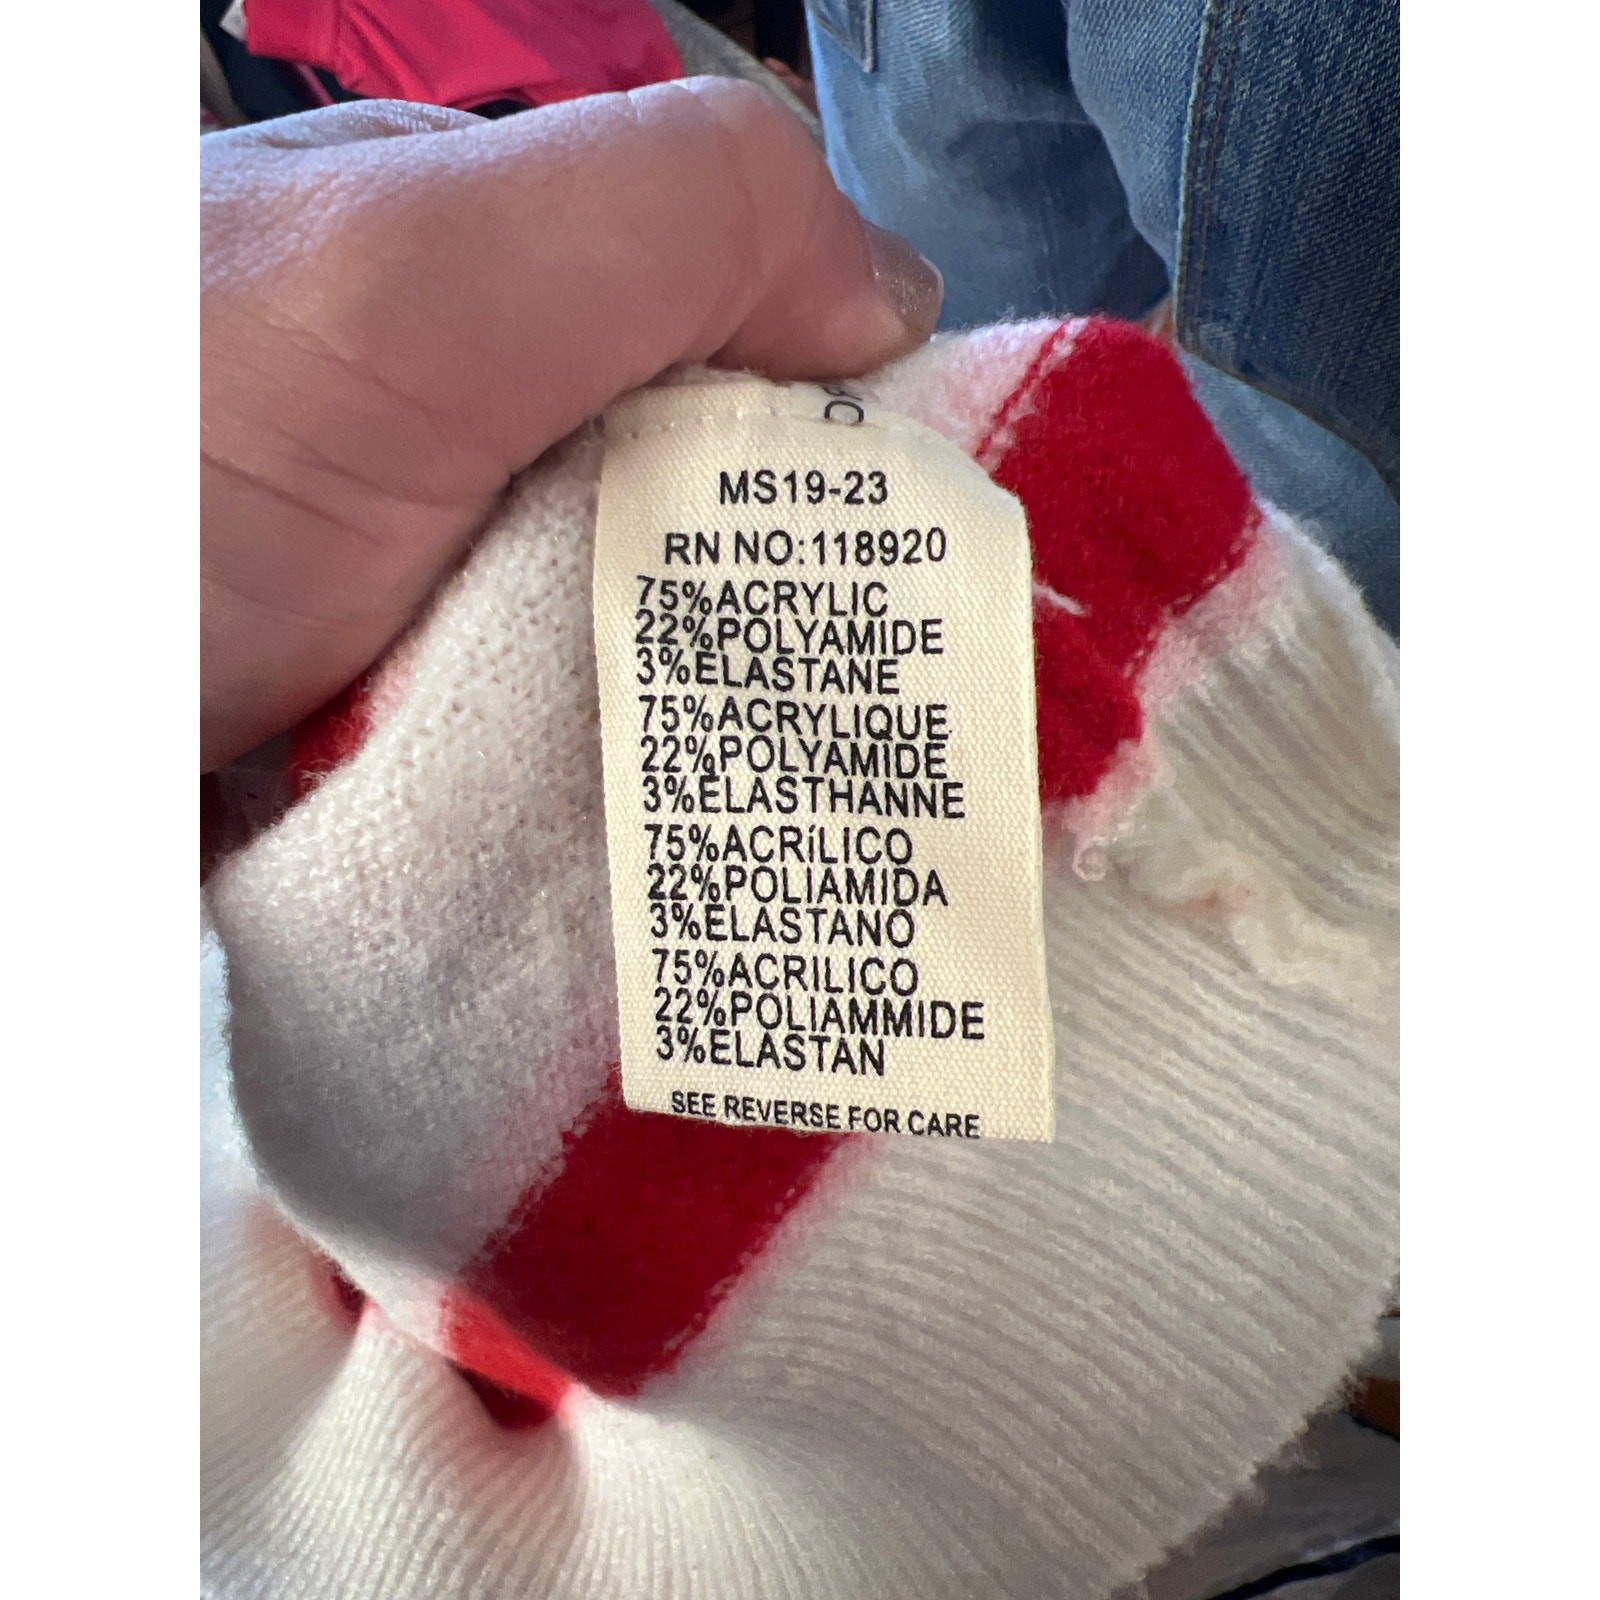 MS19-23
RN NO:118920
75%ACRYLIC
22%POLYAMIDE
3%ELASTANE
75%ACRYLIQUE
22%POLYAMIDE
3%ÉLASTHANNE
75%ACRíLICO
22%POLIAMIDA
3%ELASTANO
75%ACRILICO
22%POLIAMMIDE
3%ELASTAN
SEE REVERSE FOR CARE